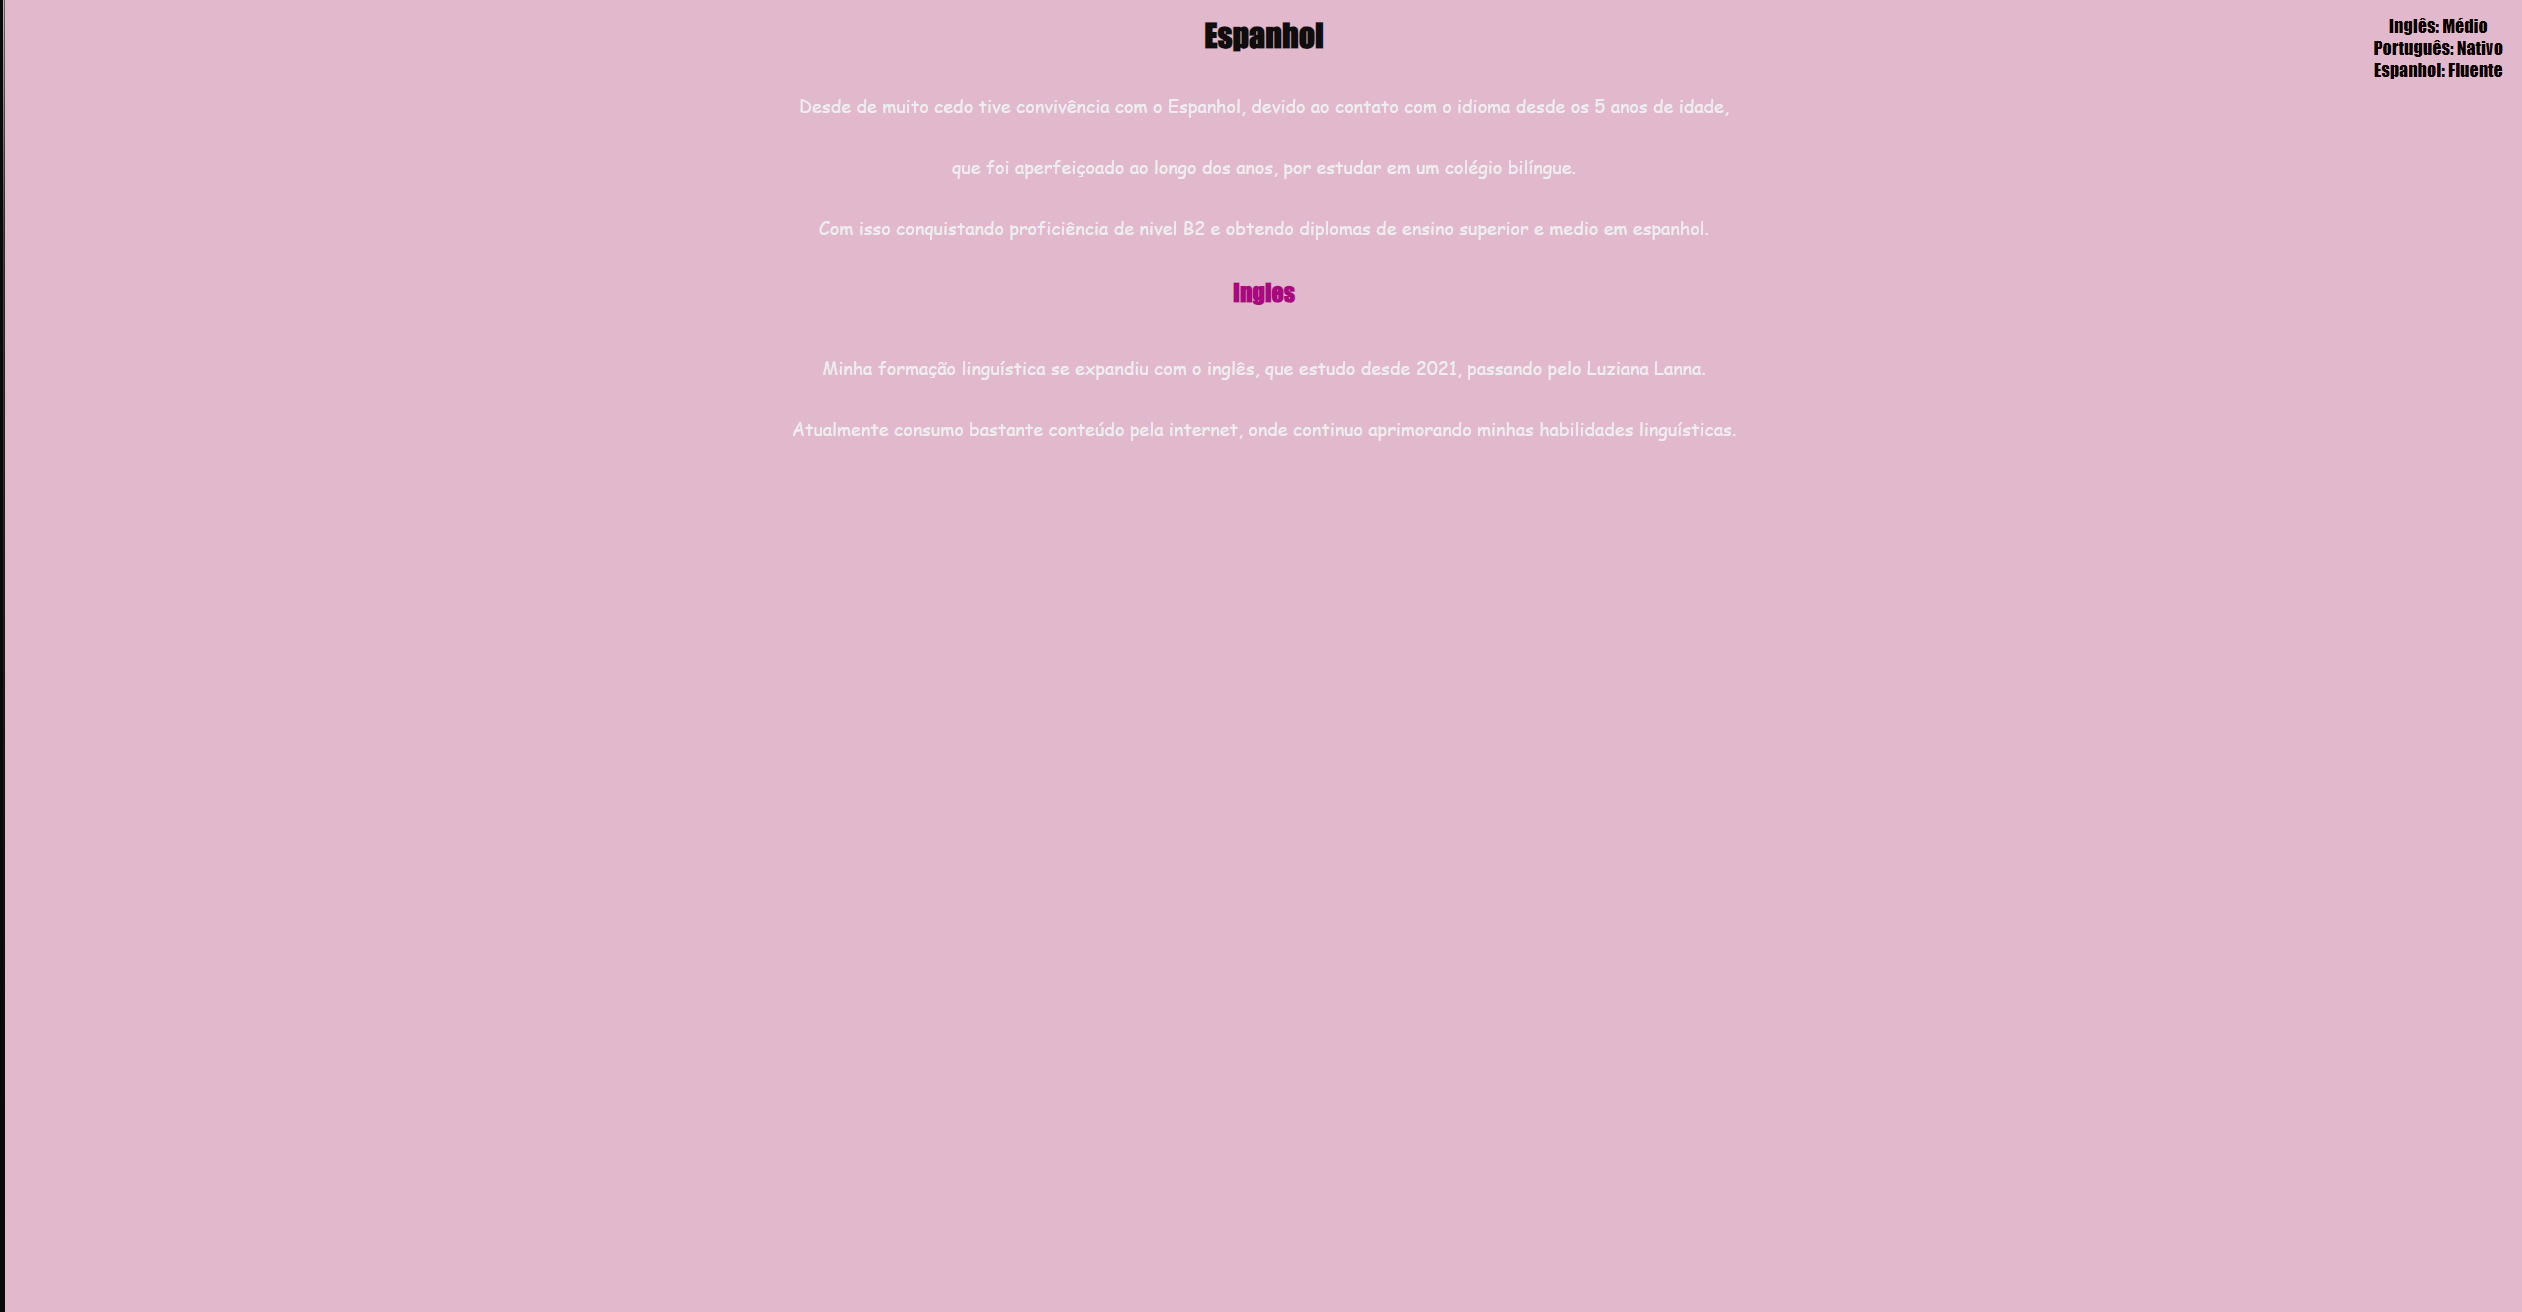 Espanhol
Inglês: Médio
Português: Nativo
Espanhol: Fluente
Desde de muito cedo tive convivência com o Espanhol, devido ao contato com o idioma desde os 5 anos de idade,
que foi aperfeiçoado ao longo dos anos, por estudar em um colégio bilíngue.
Com isso conquistando proficiência de nivel B2 e obtendo diplomas de ensino superior e medio em espanhol.
Ingles
Minha formação linguística se expandiu com o inglês, que estudo desde 2021, passando pelo Luziana Lanna.
Atualmente consumo bastante conteúdo pela internet, onde continuo aprimorando minhas habilidades linguísticas.